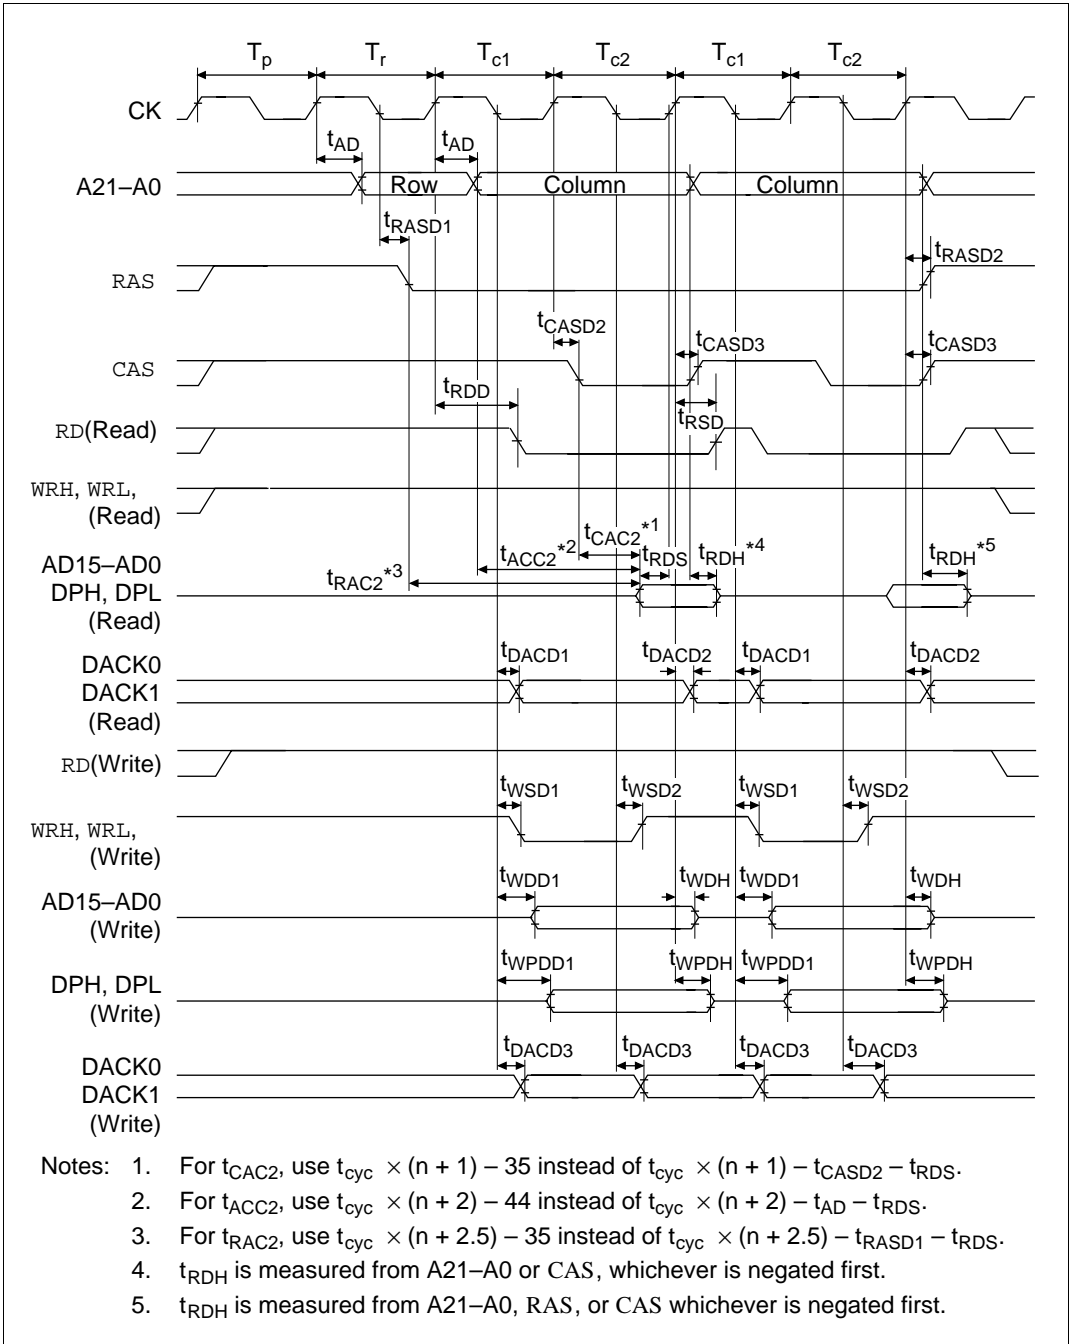 Tp Tr Tc1 Tc2 Tc1 Tc2
CK
tAD tAD
A21–A0 Row Column Column
tRASD1
tRASD2
RAS
tCASD2
tCASD3 tCASD3
CAS
tRDD
tRSD
RD(Read)
WRH, WRL,
(Read)
tCAC2*1
tACC2*2 tRDS tRDH*4 tRDH*5
tRAC2*3
AD15–AD0
DPH, DPL
(Read)
tDACD1 tDACD2 tDACD1 tDACD2
DACK0
DACK1
(Read)
RD(Write)
tWSD1 tWSD2 tWSD1 tWSD2
WRH, WRL,
(Write)
tWDD1 tWDH tWDD1 tWDH
AD15–AD0
(Write)
tWPDD1 tWPDH tWPDD1 tWPDH
DPH, DPL
(Write)
tDACD3 tDACD3 tDACD3 tDACD3
DACK0
DACK1
(Write)
Notes: 1. For tCAC2, use tcyc × (n + 1) – 35 instead of tcyc × (n + 1) – tCASD2 – tRDS.
2. For tACC2, use tcyc × (n + 2) – 44 instead of tcyc × (n + 2) – tAD – tRDS.
3. For tRAC2, use tcyc × (n + 2.5) – 35 instead of tcyc × (n + 2.5) – tRASD1 – tRDS.
4. tRDH is measured from A21–A0 or CAS, whichever is negated first.
5. tRDH is measured from A21–A0, RAS, or CAS whichever is negated first.